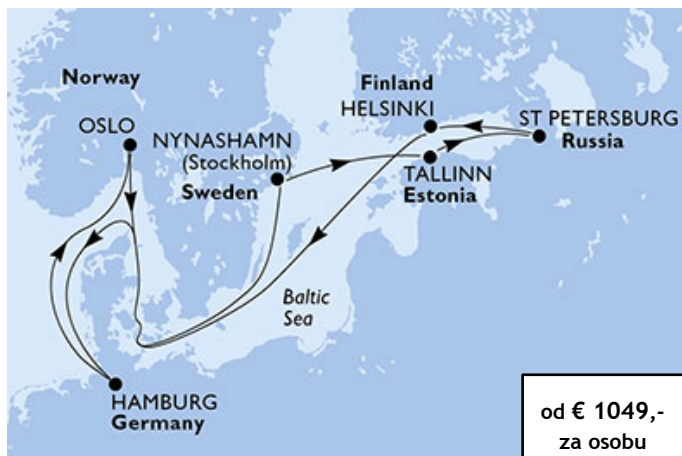 Norway
OSLO
NYNASHAMN
(Stockholm)
Sweden
Finland
HELSINKI
ST PETERSBURG
Russia
TALLINN
Estonia
Baltic
Sea
HAMBURG
Germany
od € 1049,-
za osobu